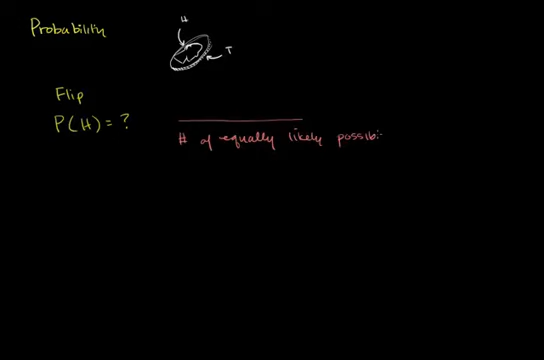 Probability
H
T
Flip
P(H) = ?
# of equally likely possibi